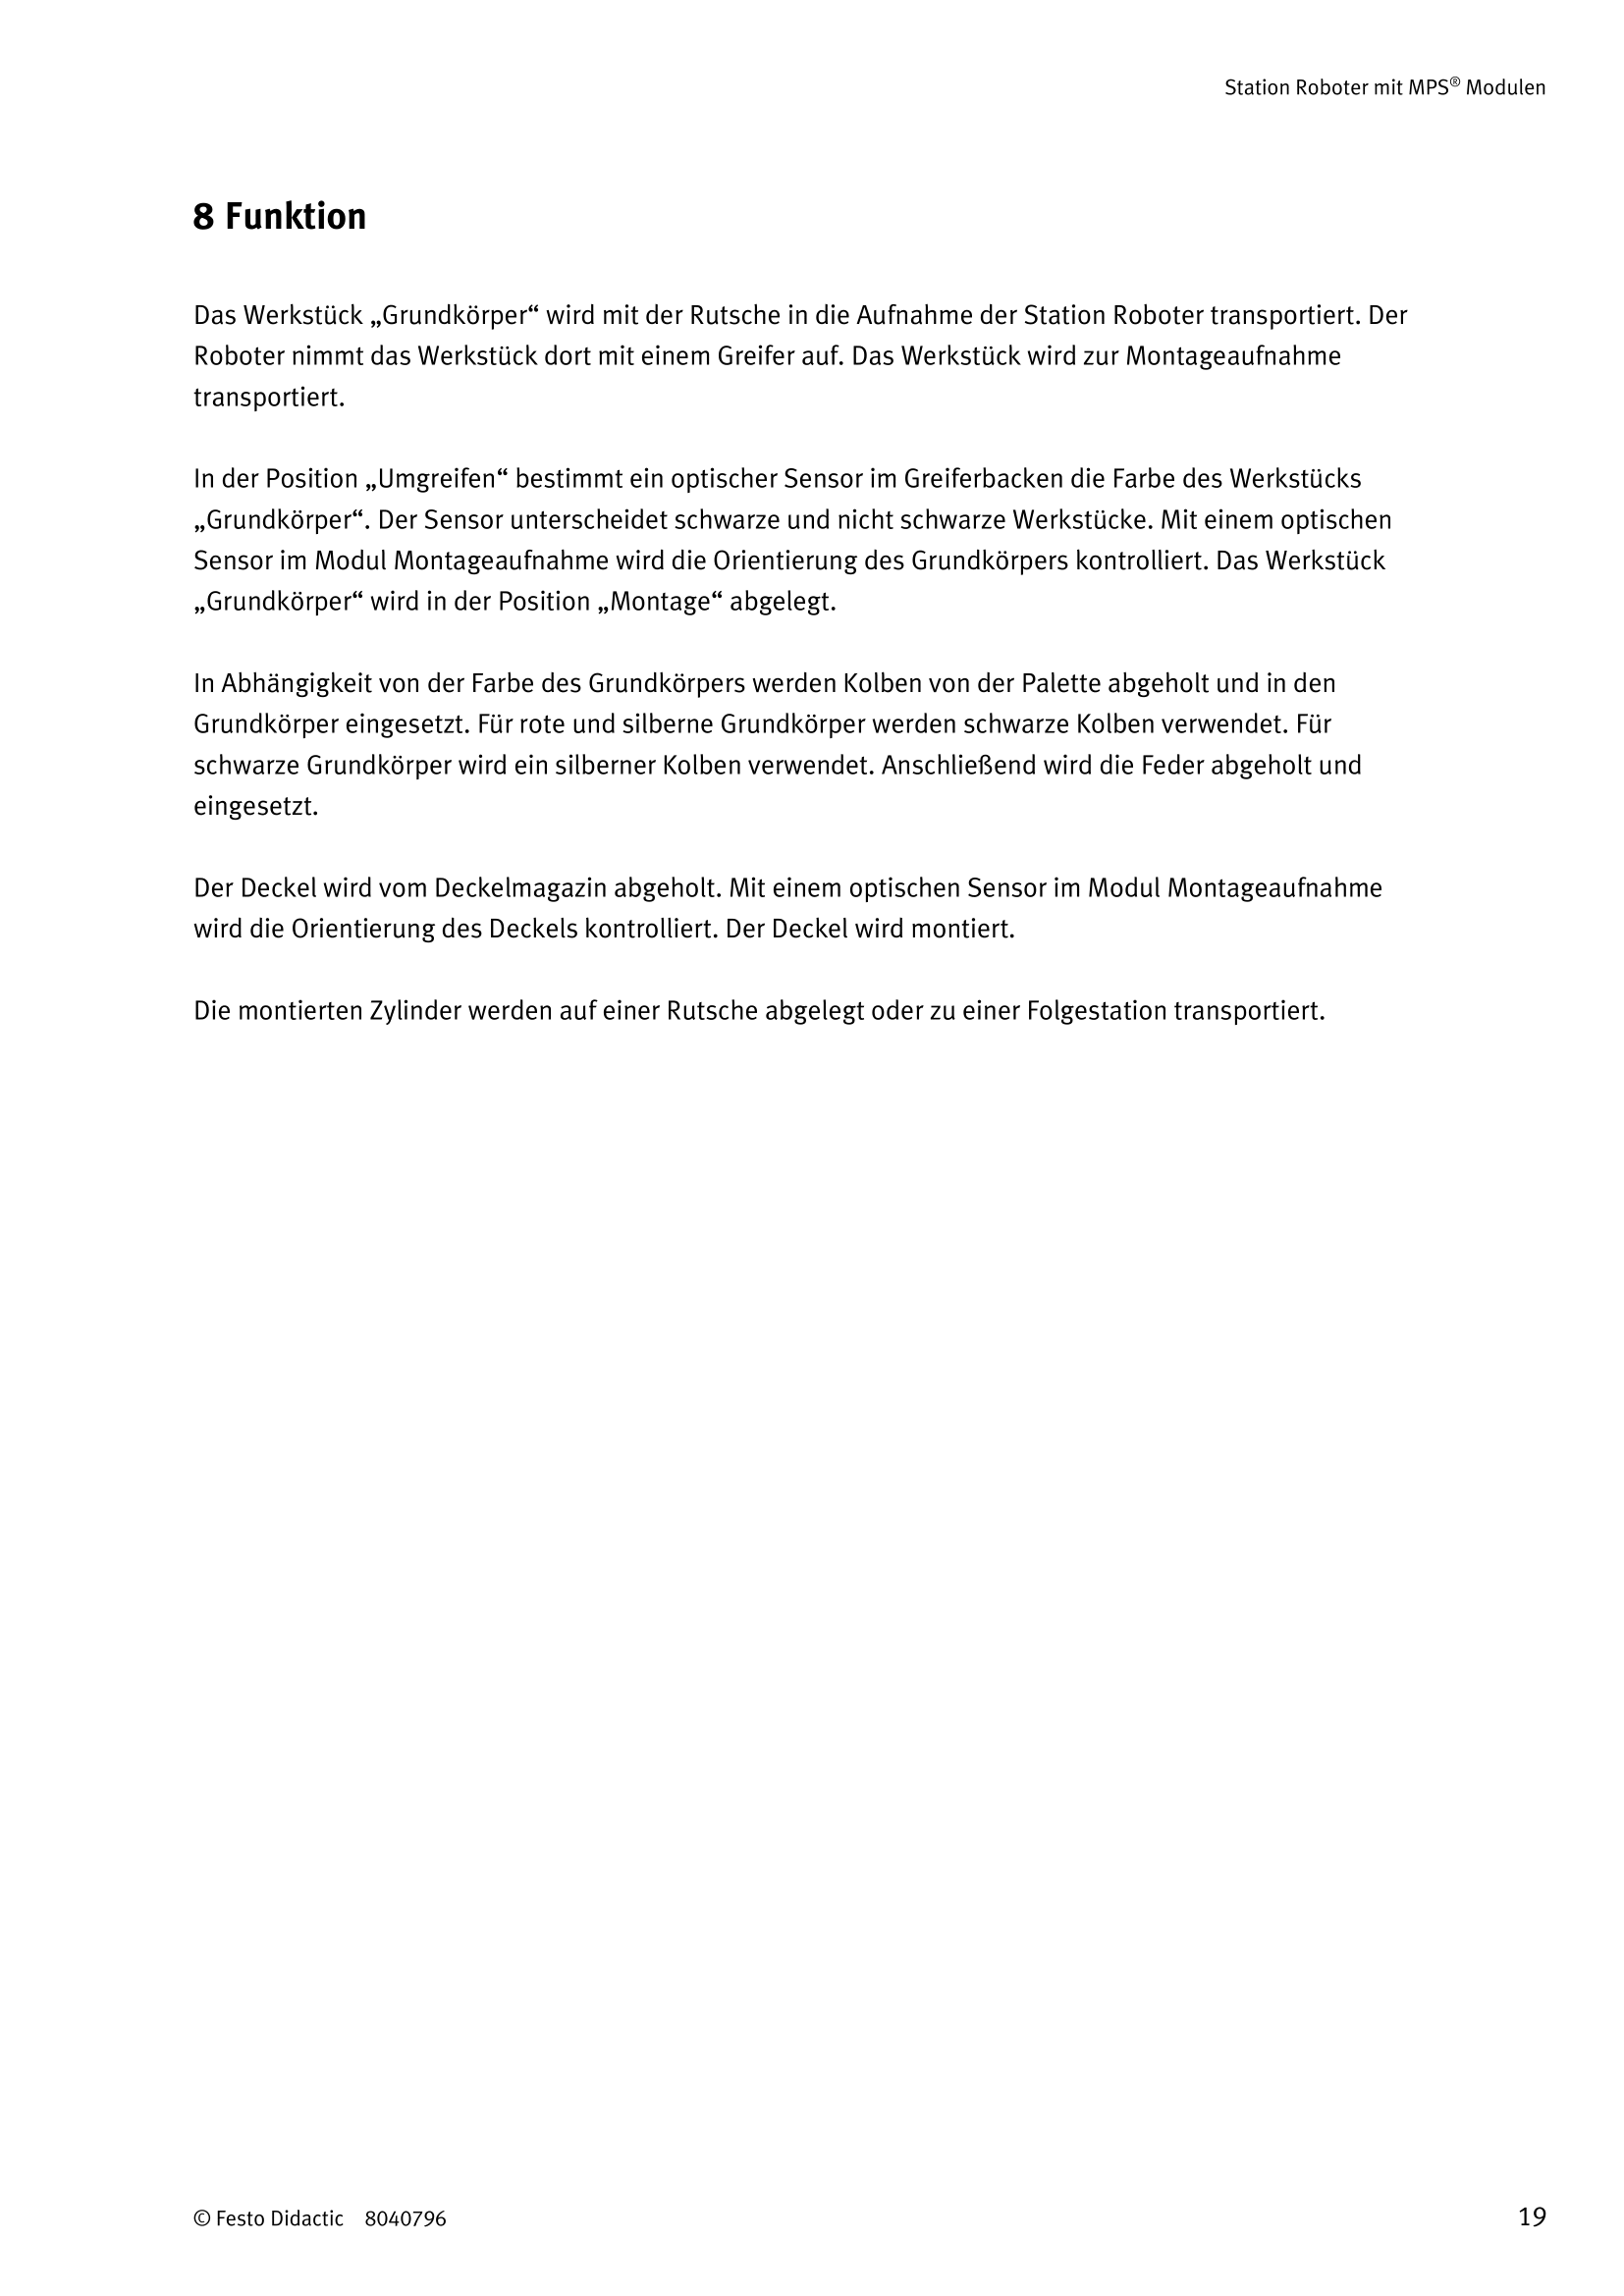 Station Roboter mit MPS® Modulen
8 Funktion
Das Werkstück „Grundkörper“ wird mit der Rutsche in die Aufnahme der Station Roboter transportiert. Der
Roboter nimmt das Werkstück dort mit einem Greifer auf. Das Werkstück wird zur Montageaufnahme
transportiert.
In der Position „Umgreifen“ bestimmt ein optischer Sensor im Greiferbacken die Farbe des Werkstücks
„Grundkörper“. Der Sensor unterscheidet schwarze und nicht schwarze Werkstücke. Mit einem optischen
Sensor im Modul Montageaufnahme wird die Orientierung des Grundkörpers kontrolliert. Das Werkstück
„Grundkörper“ wird in der Position „Montage“ abgelegt.
In Abhängigkeit von der Farbe des Grundkörpers werden Kolben von der Palette abgeholt und in den
Grundkörper eingesetzt. Für rote und silberne Grundkörper werden schwarze Kolben verwendet. Für
schwarze Grundkörper wird ein silberner Kolben verwendet. Anschließend wird die Feder abgeholt und
eingesetzt.
Der Deckel wird vom Deckelmagazin abgeholt. Mit einem optischen Sensor im Modul Montageaufnahme
wird die Orientierung des Deckels kontrolliert. Der Deckel wird montiert.
Die montierten Zylinder werden auf einer Rutsche abgelegt oder zu einer Folgestation transportiert.
© Festo Didactic 8040796
19